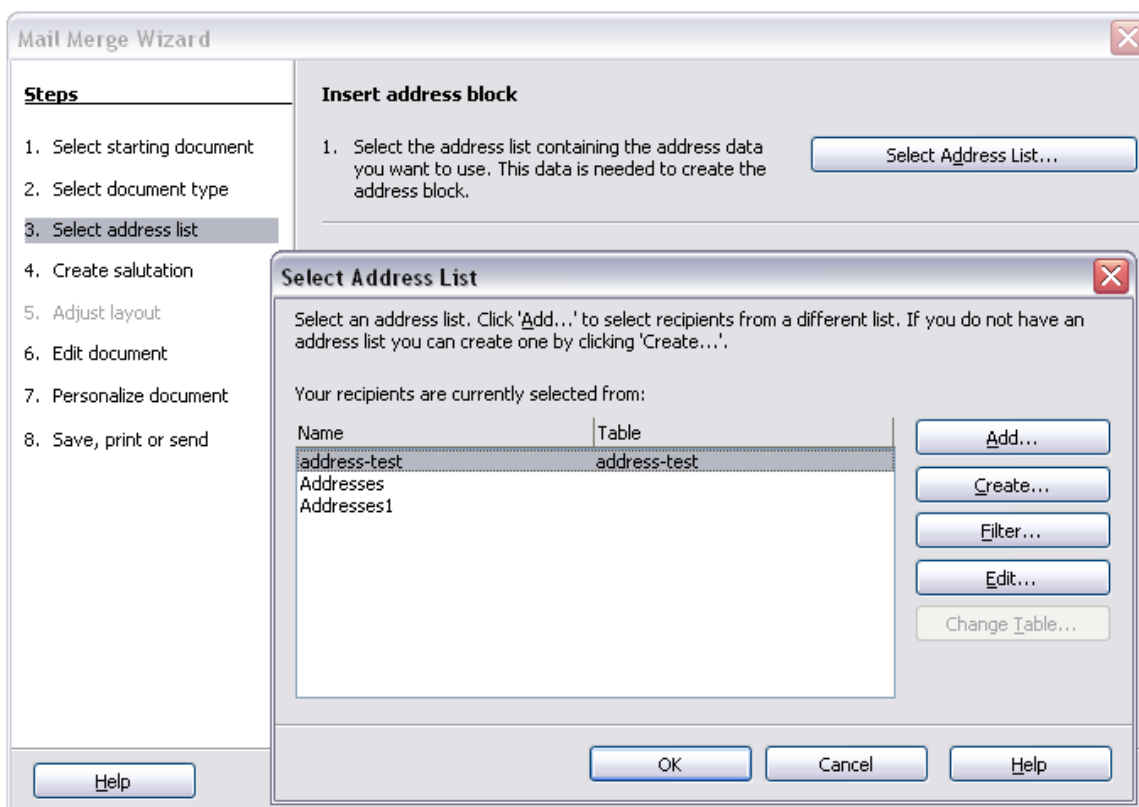 Mail Merge Wizard
Steps
1. Select starting document
2. Select document type
3. Select address list
4. Create salutation
5. Adjust layout
6. Edit document
7. Personalize document
8. Save, print or send
Help
Insert address block
1. Select the address list containing the address data
you want to use. This data is needed to create the
address block.
Select Address List...
Select Address List
Select an address list. Click 'Add...' to select recipients from a different list. If you do not have an
address list you can create one by clicking 'Create...'.
Your recipients are currently selected from:
Name Table
address-test address-test
Addresses
Addresses1
Add...
Create...
Filter...
Edit...
Change Table...
OK Cancel Help